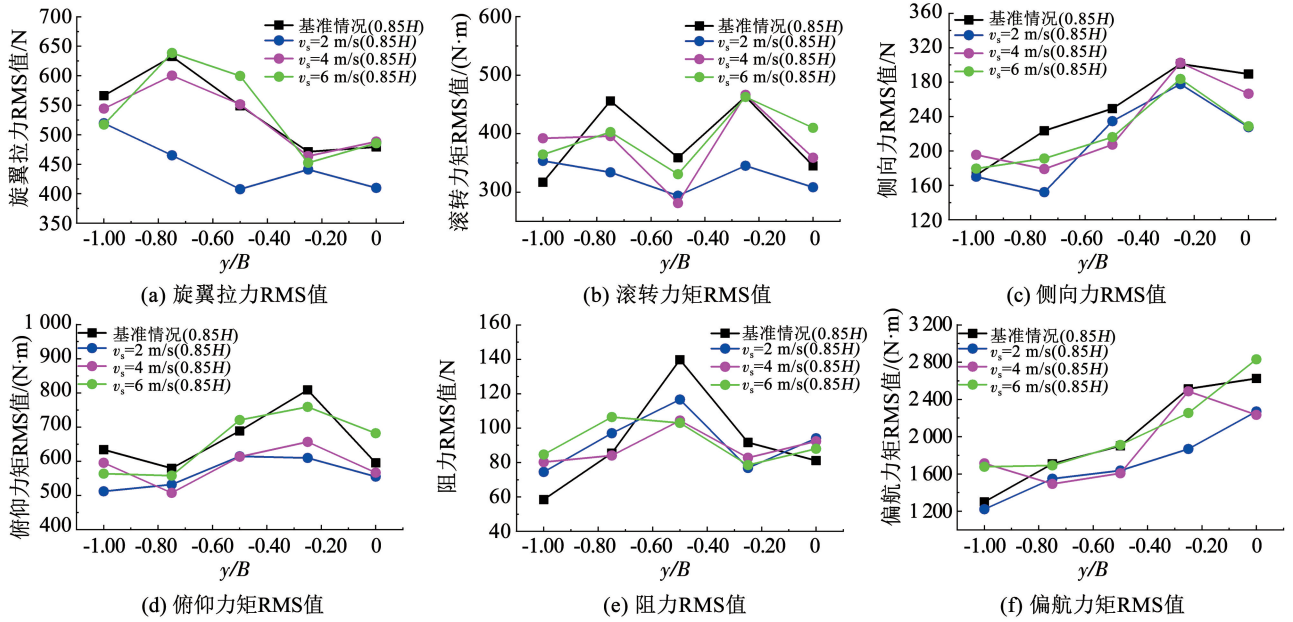 旋翼拉力RMS值/N
700
650
600
550
500
450
400
350
基准情况(0.85H)
vs=2 m/s(0.85H)
vs=4 m/s(0.85H)
vs=6 m/s(0.85H)
-1.00 -0.80 -0.60 -0.40 -0.20 0
y/B
(a) 旋翼拉力RMS值
滚转力矩RMS值/(N·m)
600
500
400
300
基准情况(0.85H)
vs=2 m/s(0.85H)
vs=4 m/s(0.85H)
vs=6 m/s(0.85H)
-1.00 -0.80 -0.60 -0.40 -0.20 0
y/B
(b) 滚转力矩RMS值
侧向力RMS值/N
360
360
180
240
200
160
120
基准情况(0.85H)
vs=2 m/s(0.85H)
vs=4 m/s(0.85H)
vs=6 m/s(0.85H)
-1.00 -0.80 -0.60 -0.40 -0.20 0
y/B
(c) 侧向力RMS值
俯仰力矩RMS值/(N·m)
1 000
900
800
700
600
500
400
基准情况(0.85H)
vs=2 m/s(0.85H)
vs=4 m/s(0.85H)
vs=6 m/s(0.85H)
-1.00 -0.80 -0.60 -0.40 -0.20 0
y/B
(d) 俯仰力矩RMS值
阻力RMS值/N
160
140
120
100
80
60
40
基准情况(0.85H)
vs=2 m/s(0.85H)
vs=4 m/s(0.85H)
vs=6 m/s(0.85H)
-1.00 -0.80 -0.60 -0.40 -0.20 0
y/B
(e) 阻力RMS值
偏航力矩RMS值/(N·m)
3 200
2 800
2 400
2 000
1 600
1 200
基准情况(0.85H)
vs=2 m/s(0.85H)
vs=4 m/s(0.85H)
vs=6 m/s(0.85H)
-1.00 -0.80 -0.60 -0.40 -0.20 0
y/B
(f) 偏航力矩RMS值